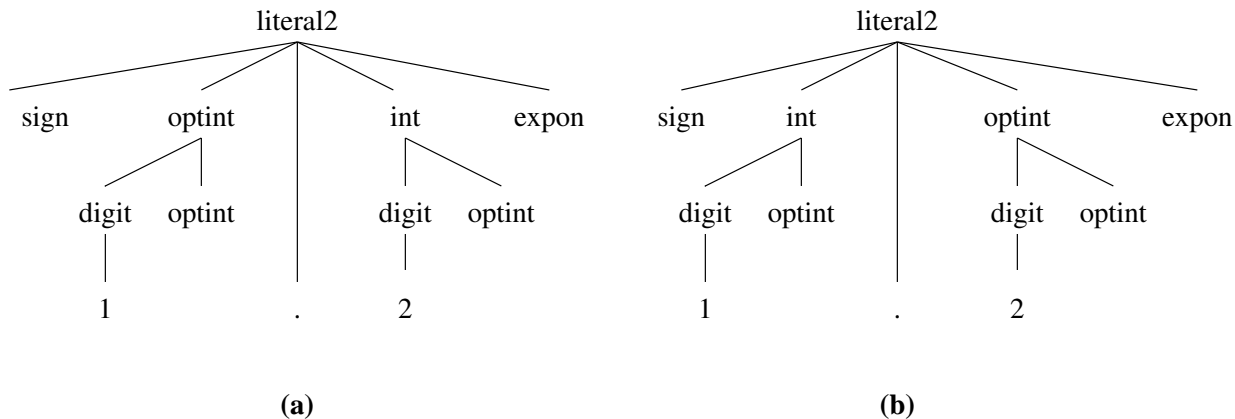 literal2 literal2
sign optint int expon sign int optint expon
digit optint digit optint digit optint digit optint
1 . 2 1 . 2
(a) (b)